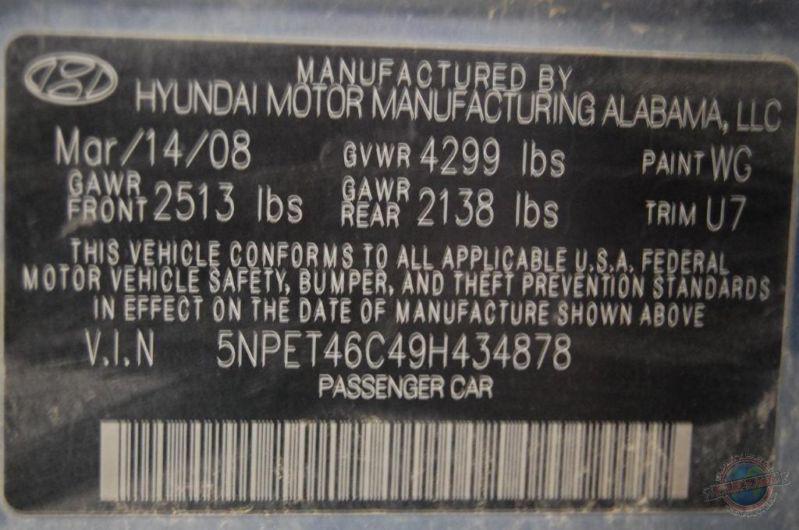 MANUFACTURED BY
HYUNDAI MOTOR MANUFACTURING ALABAMA, LLC
Mar/14/08 GVWR 4299 lbs PAINT WG
GAWR FRONT 2513 lbs GAWR REAR 2138 lbs TRIM U7
THIS VEHICLE CONFORMS TO ALL APPLICABLE U.S.A. FEDERAL
MOTOR VEHICLE SAFETY, BUMPER, AND THEFT PREVENTION STANDARDS
IN EFFECT ON THE DATE OF MANUFACTURE SHOWN ABOVE
V.I.N 5NPET46C49H434878
PASSENGER CAR